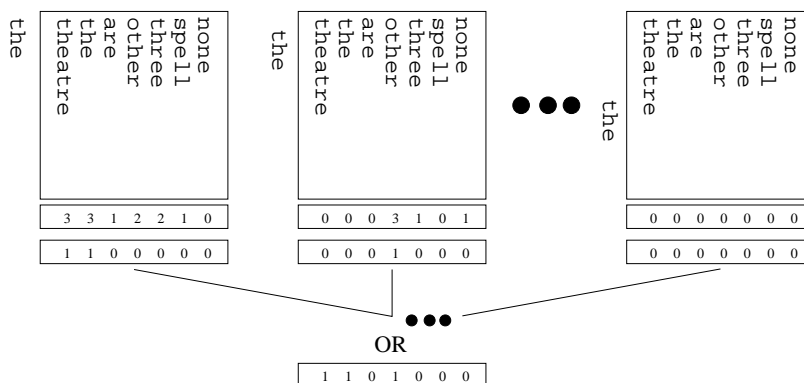 the
theatre
the
are
other
three
spell
none
3 3 1 2 2 1 0
1 1 0 0 0 0 0
the
theatre
the
are
other
three
spell
none
0 0 0 3 1 0 1
0 0 0 1 0 0 0
the
theatre
the
are
other
three
spell
none
0 0 0 0 0 0 0
0 0 0 0 0 0 0
OR
1 1 0 1 0 0 0